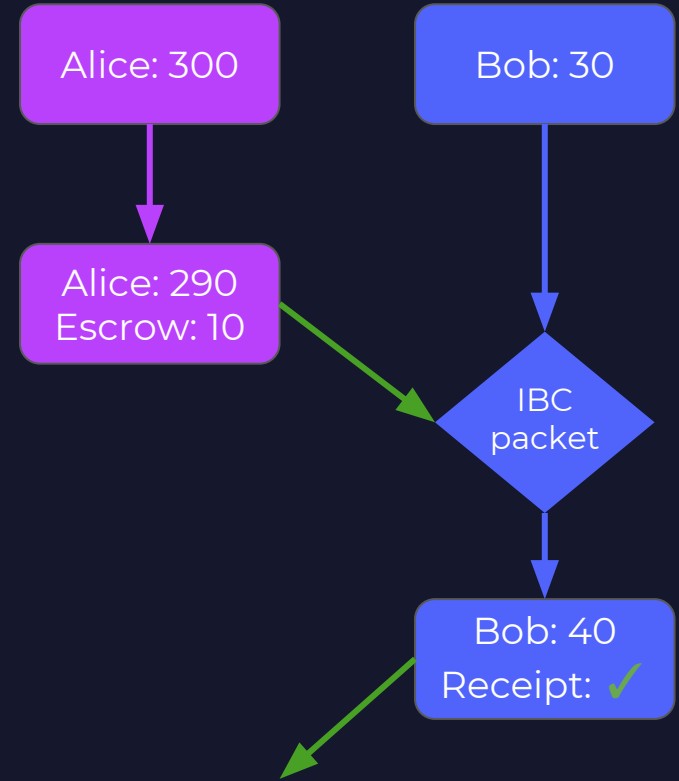 Alice: 300
Bob: 30
Alice: 290
Escrow: 10
IBC
packet
Bob: 40
Receipt: ✓